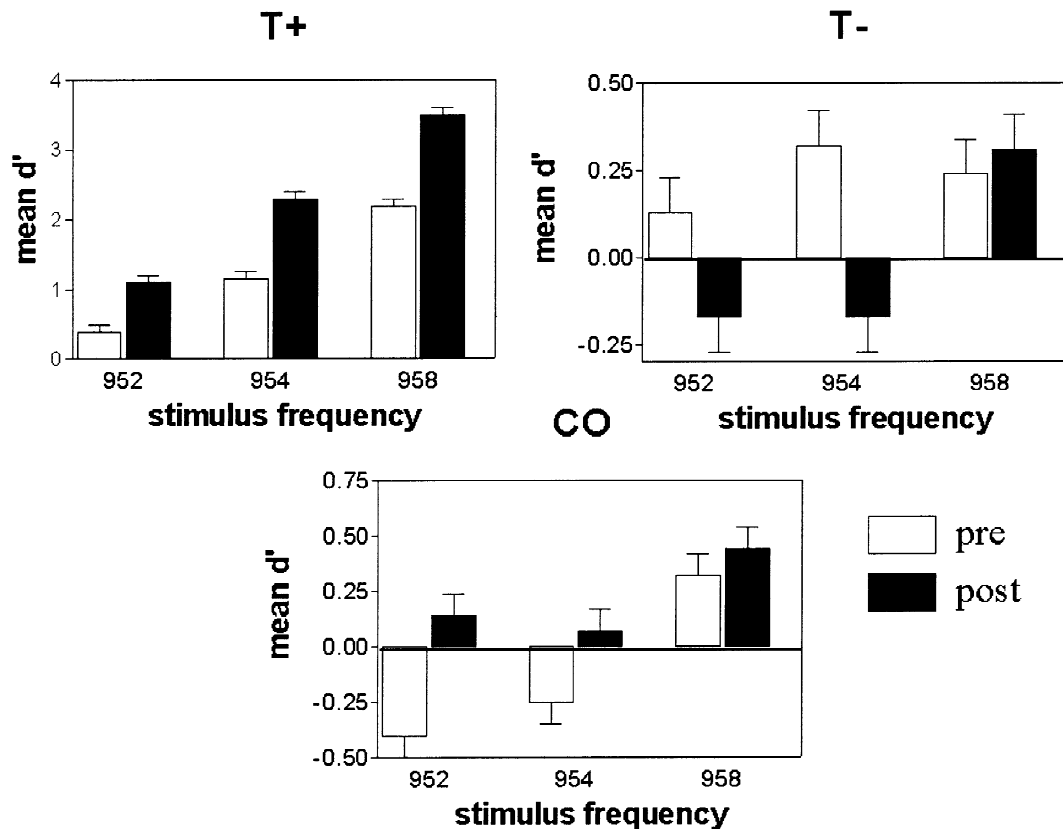 T+
4
3
2
1
0
mean d'
952 954 958
stimulus frequency
T-
0.50
0.25
0.00
-0.25
mean d'
952 954 958
stimulus frequency
CO
0.75
0.50
0.25
0.00
-0.25
-0.50
mean d'
952 954 958
stimulus frequency
pre
post